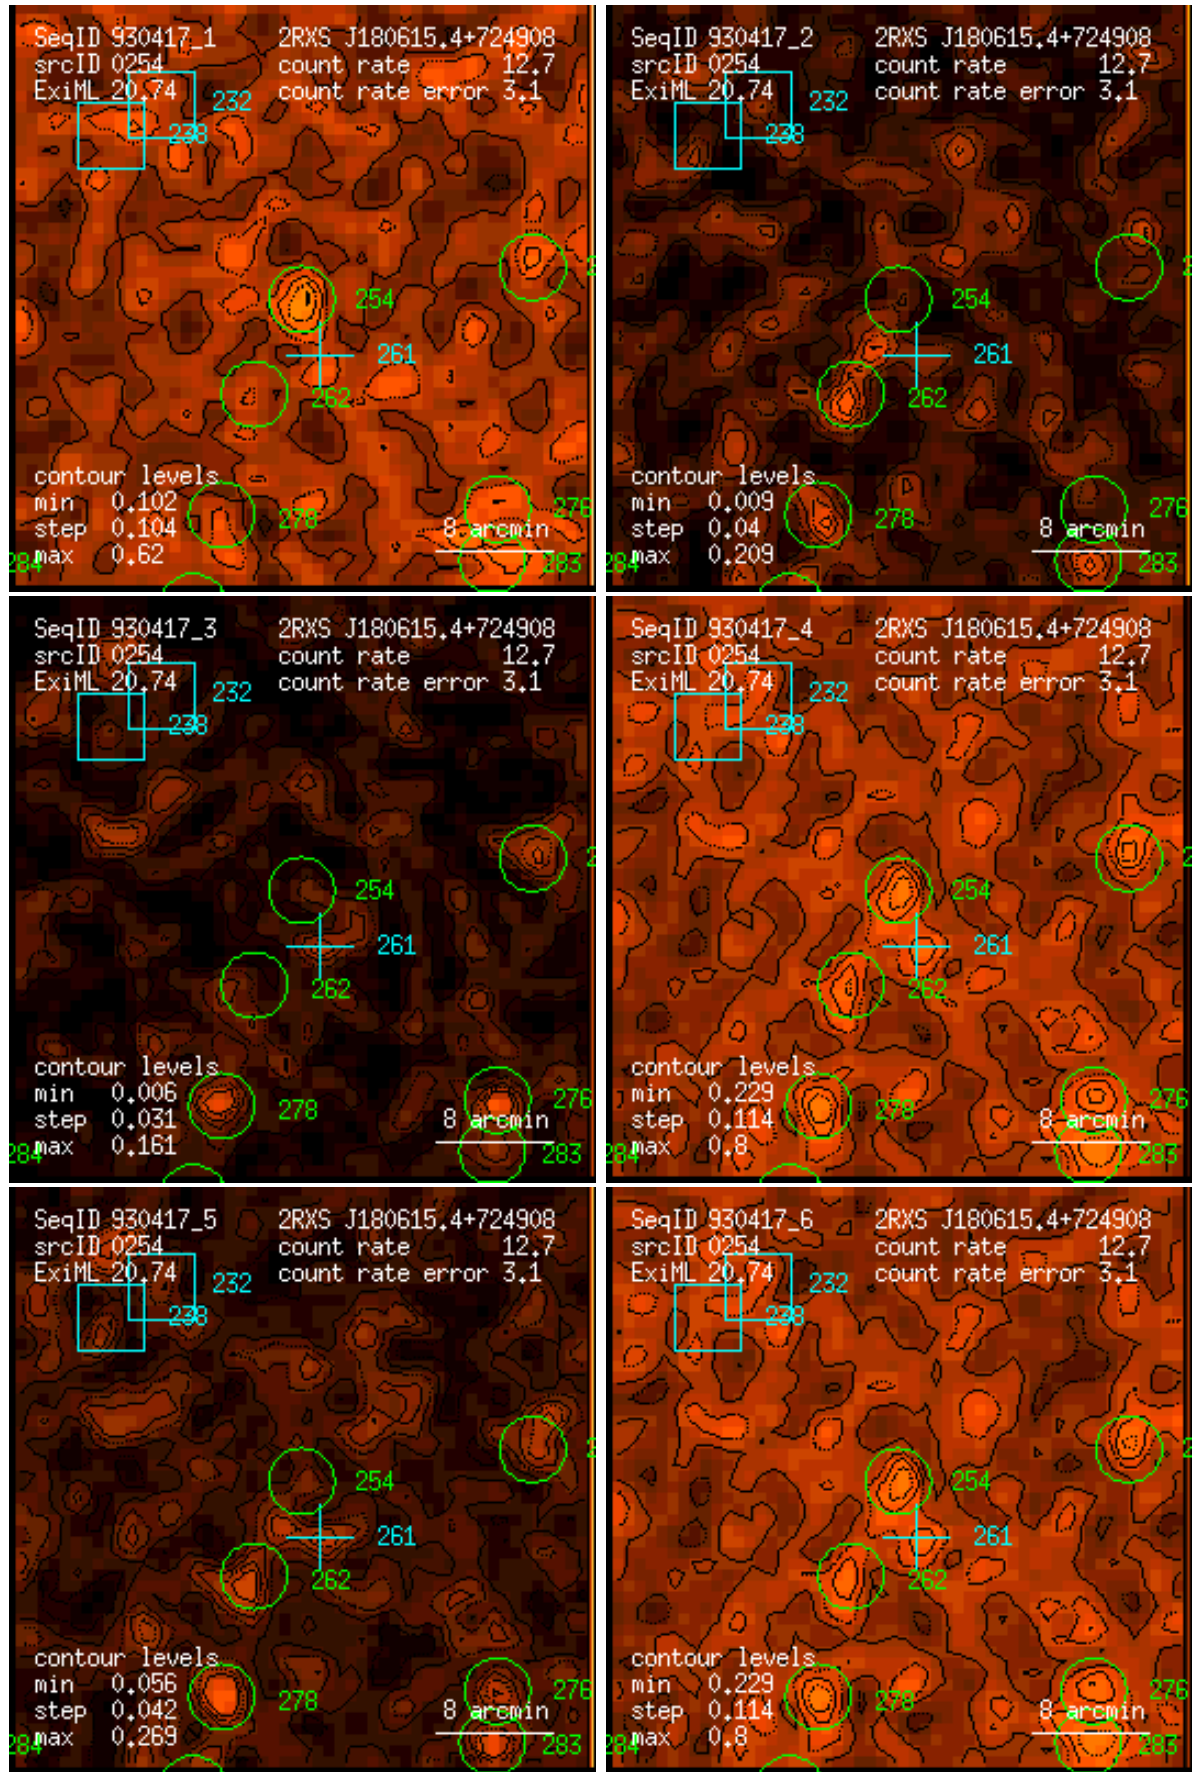 SeqID 930417_1 2RXS J180615.4+724908
srcID 0254 count rate 12.7
ExiML 20.74 count rate error 3.1
232
238
254
261
262
contour levels
min 0.102
step 0.104
max 0.62
278
276
8 arcmin
284
283
SeqID 930417_2 2RXS J180615.4+724908
srcID 0254 count rate 12.7
ExiML 20.74 count rate error 3.1
232
238
254
261
262
contour levels
min 0.009
step 0.04
max 0.209
278
276
8 arcmin
284
283
SeqID 930417_3 2RXS J180615.4+724908
srcID 0254 count rate 12.7
ExiML 20.74 count rate error 3.1
232
238
254
261
262
contour levels
min 0.006
step 0.031
max 0.161
278
276
8 arcmin
284
283
SeqID 930417_4 2RXS J180615.4+724908
srcID 0254 count rate 12.7
ExiML 20.74 count rate error 3.1
232
238
254
261
262
contour levels
min 0.229
step 0.114
max 0.8
278
276
8 arcmin
284
283
SeqID 930417_5 2RXS J180615.4+724908
srcID 0254 count rate 12.7
ExiML 20.74 count rate error 3.1
232
238
254
261
262
contour levels
min 0.056
step 0.042
max 0.269
278
276
8 arcmin
284
283
SeqID 930417_6 2RXS J180615.4+724908
srcID 0254 count rate 12.7
ExiML 20.74 count rate error 3.1
232
238
254
261
262
contour levels
min 0.229
step 0.114
max 0.8
278
276
8 arcmin
284
283